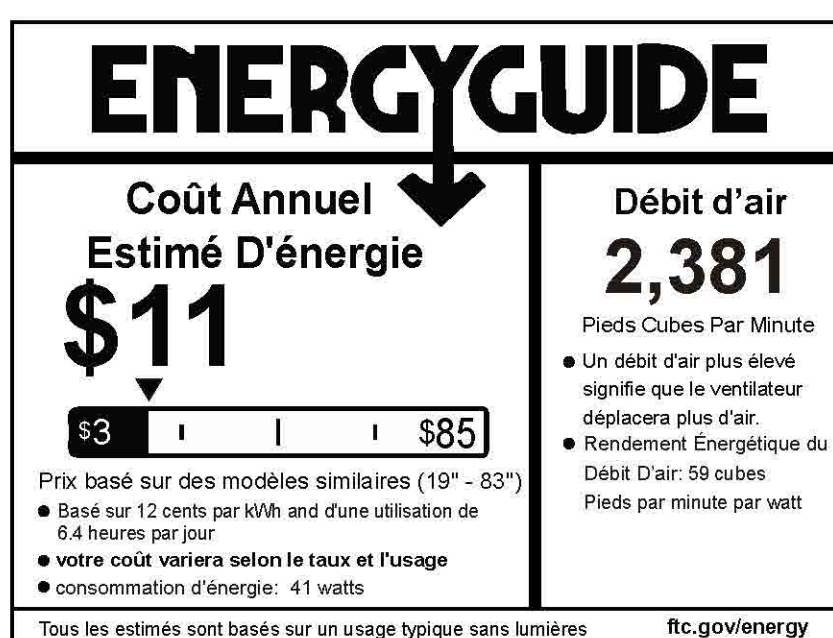 ENERGYGUIDE
Coût Annuel
Estimé D'énergie
$11
$3
$85
Prix basé sur des modèles similaires (19" - 83")
● Basé sur 12 cents par kWh and d'une utilisation de
6.4 heures par jour
● votre coût variera selon le taux et l'usage
● consommation d'énergie: 41 watts
Débit d'air
2,381
Pieds Cubes Par Minute
● Un débit d'air plus élevé
signifie que le ventilateur
déplacera plus d'air.
● Rendement Énergétique du
Débit D'air: 59 cubes
Pieds par minute par watt
Tous les estimés sont basés sur un usage typique sans lumières
ftc.gov/energy